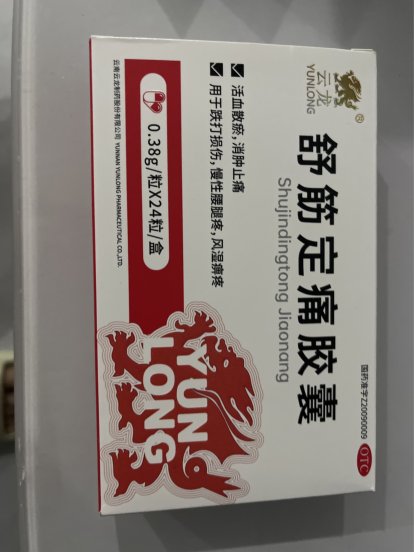 云龙
YUNLONG
®
舒筋定痛胶囊
Shujindingtong Jiaonang
国药准字Z20090009
OTC
活血散瘀,消肿止痛
用于跌打损伤,慢性腰腿疼,风湿痹疼
0.38g/粒X24粒/盒
云南云龙制药股份有限公司 YUNNAN YUNLONG PHARMACEUTICAL CO.,LTD.
YUN
LONG